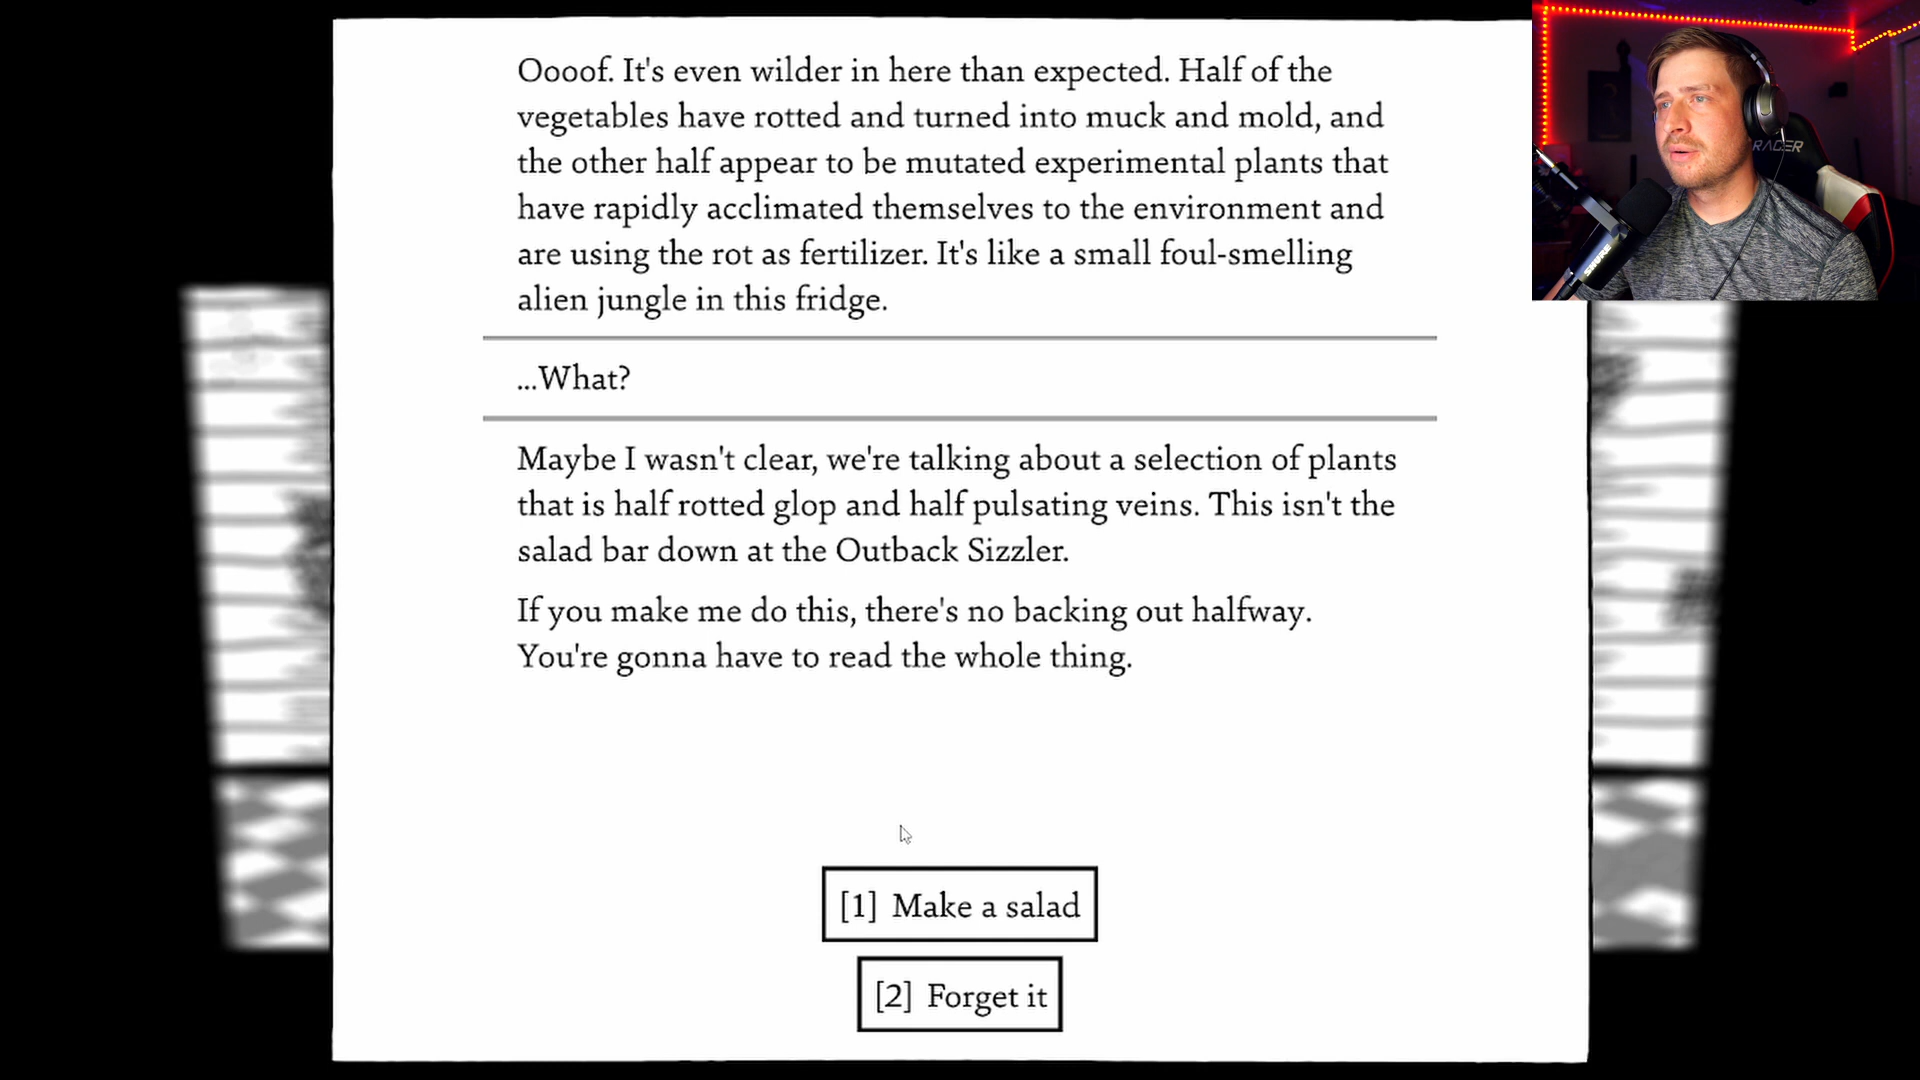 Oooof. It's even wilder in here than expected. Half of the
vegetables have rotted and turned into muck and mold, and
the other half appear to be mutated experimental plants that
have rapidly acclimated themselves to the environment and
are using the rot as fertilizer. It's like a small foul-smelling
alien jungle in this fridge.
...What?
Maybe I wasn't clear, we're talking about a selection of plants
that is half rotted glop and half pulsating veins. This isn't the
salad bar down at the Outback Sizzler.
If you make me do this, there's no backing out halfway.
You're gonna have to read the whole thing.
[1] Make a salad
[2] Forget it
RACER
SHURE